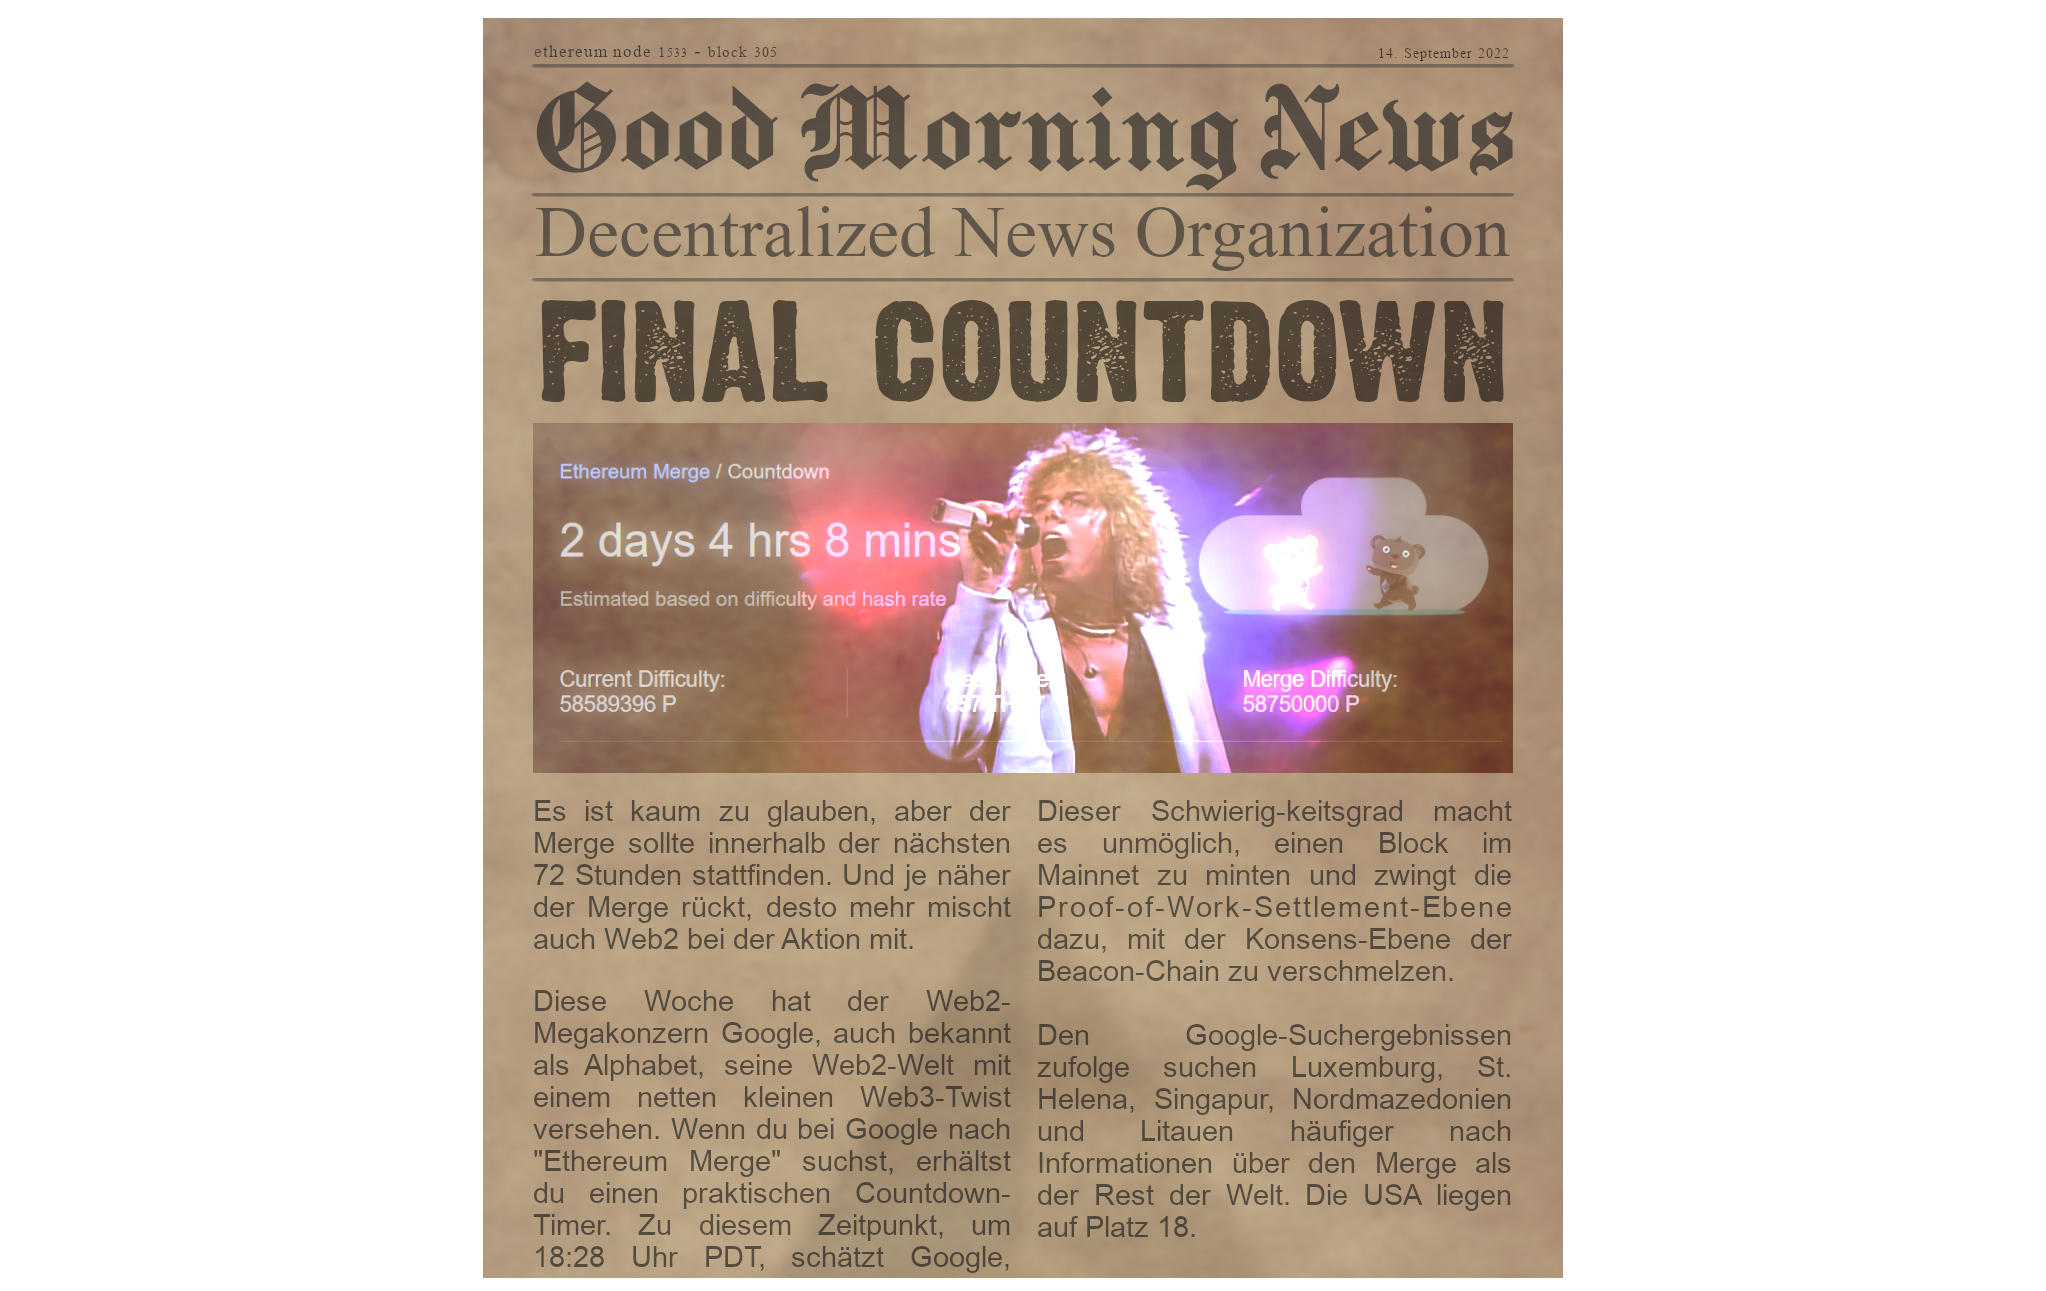 ethereum node 1533 - block 305
14. September 2022
Good Morning News
Decentralized News Organization
FINAL COUNTDOWN
Ethereum Merge / Countdown
2 days 4 hrs 8 mins
Estimated based on difficulty and hash rate
Current Difficulty:
58589396 P
Merge Difficulty:
58750000 P
Es ist kaum zu glauben, aber der
Merge sollte innerhalb der nächsten
72 Stunden stattfinden. Und je näher
der Merge rückt, desto mehr mischt
auch Web2 bei der Aktion mit.
Diese Woche hat der Web2-
Megakonzern Google, auch bekannt
als Alphabet, seine Web2-Welt mit
einem netten kleinen Web3-Twist
versehen. Wenn du bei Google nach
"Ethereum Merge" suchst, erhältst
du einen praktischen Countdown-
Timer. Zu diesem Zeitpunkt, um
18:28 Uhr PDT, schätzt Google,
Dieser Schwierig-keitsgrad macht
es unmöglich, einen Block im
Mainnet zu minten und zwingt die
Proof-of-Work-Settlement-Ebene
dazu, mit der Konsens-Ebene der
Beacon-Chain zu verschmelzen.
Den Google-Suchergebnissen
zufolge suchen Luxemburg, St.
Helena, Singapur, Nordmazedonien
und Litauen häufiger nach
Informationen über den Merge als
der Rest der Welt. Die USA liegen
auf Platz 18.